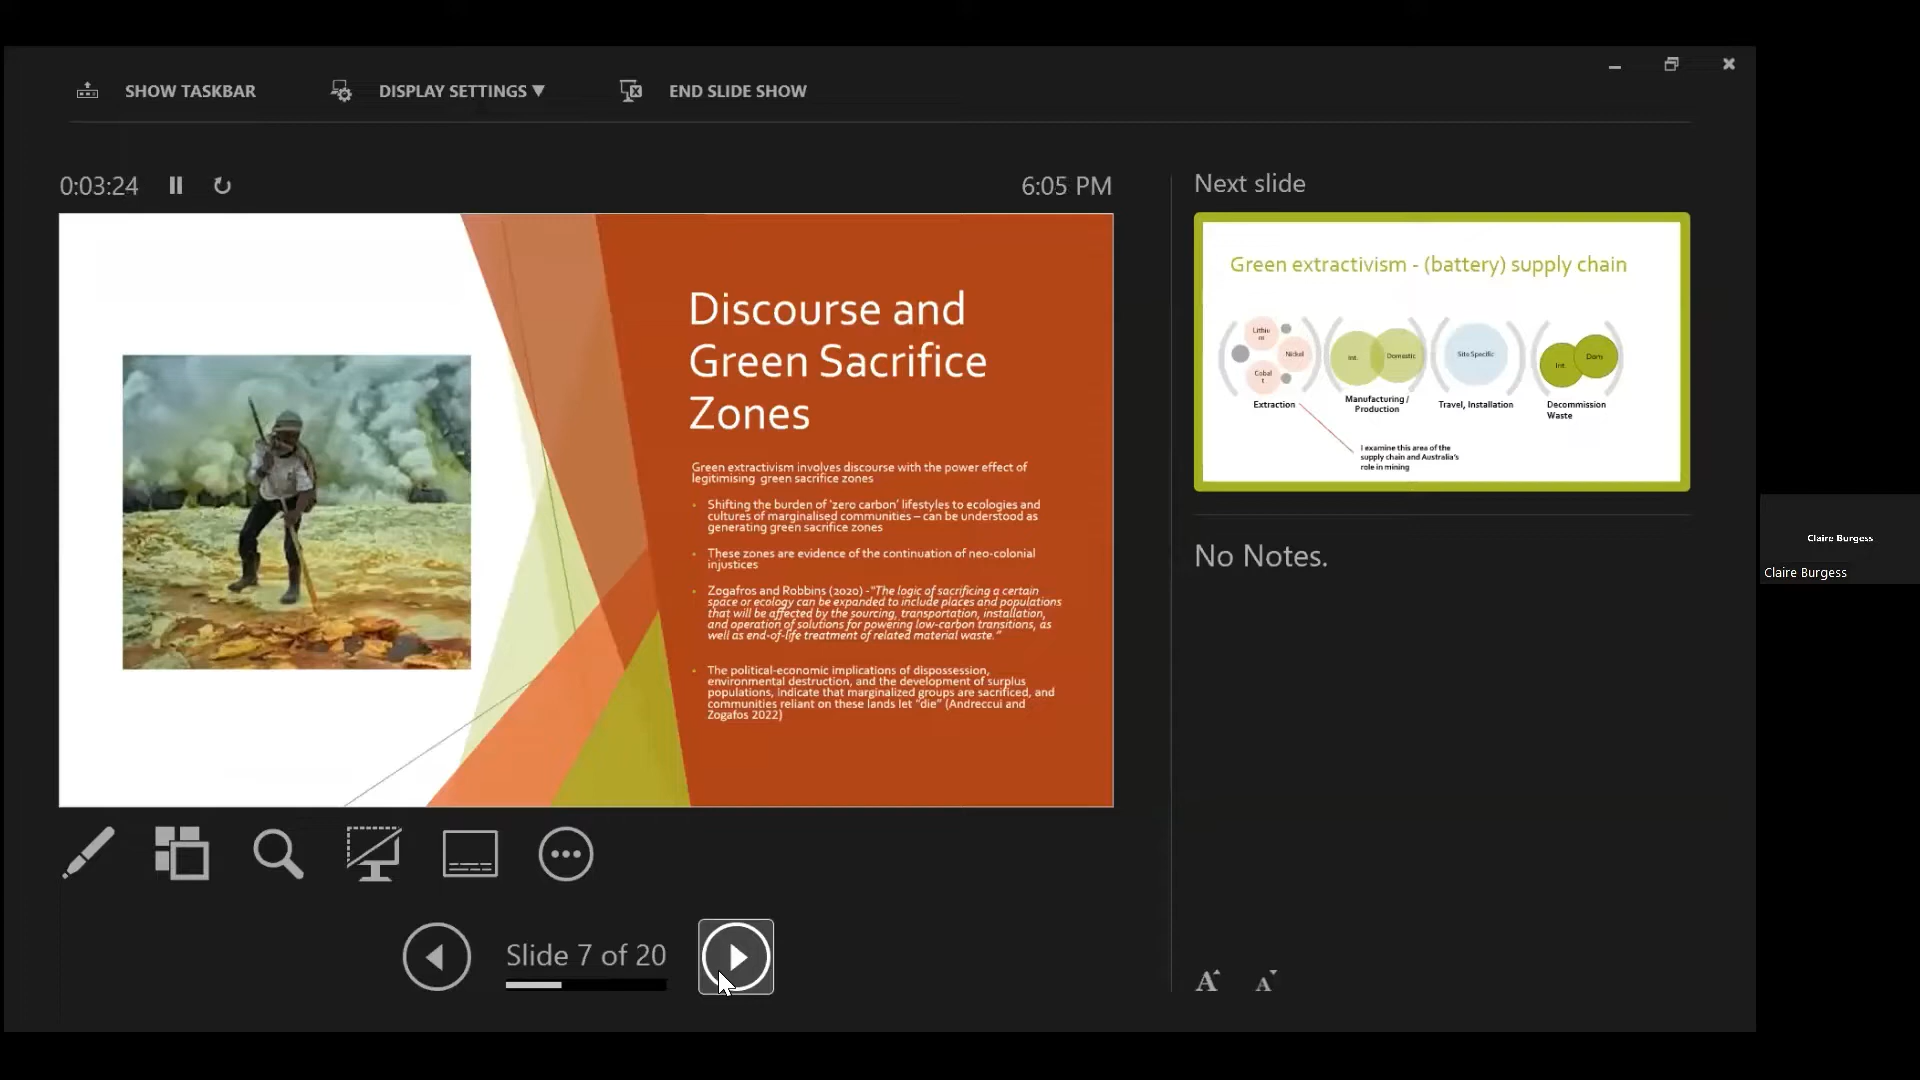 SHOW TASKBAR
DISPLAY SETTINGS ▼
END SLIDE SHOW
0:03:24
6:05 PM
Discourse and
Green Sacrifice
Zones
Green extractivism involves discourse with the power effect of
legitimising green sacrifice zones
Shifting the burden of ‘zero carbon’ lifestyles to ecologies and
cultures of marginalised communities – can be understood as
generating green sacrifice zones
These zones are evidence of the continuation of neo-colonial
injustices
Zogafros and Robbins (2020) -“The logic of sacrificing a certain
space or ecology can be expanded to include places and populations
that will be affected by the sourcing, transportation, installation,
and operation of solutions for powering low-carbon transitions, as
well as end-of-life treatment of related material waste.”
The political-economic implications of dispossession,
environmental destruction, and the development of surplus
populations, indicate that marginalized groups are sacrificed, and
communities reliant on these lands let “die” (Andreccui and
Zogafos 2022)
Slide 7 of 20
Next slide
Green extractivism - (battery) supply chain
Lithiu
m
Nickel
Cobal
t
Int.
Domestic
Site Specific
Int.
Dom
Extraction
Manufacturing /
Production
Travel, Installation
Decommission
Waste
I examine this area of the
supply chain and Australia's
role in mining
No Notes.
A
A
Claire Burgess
Claire Burgess